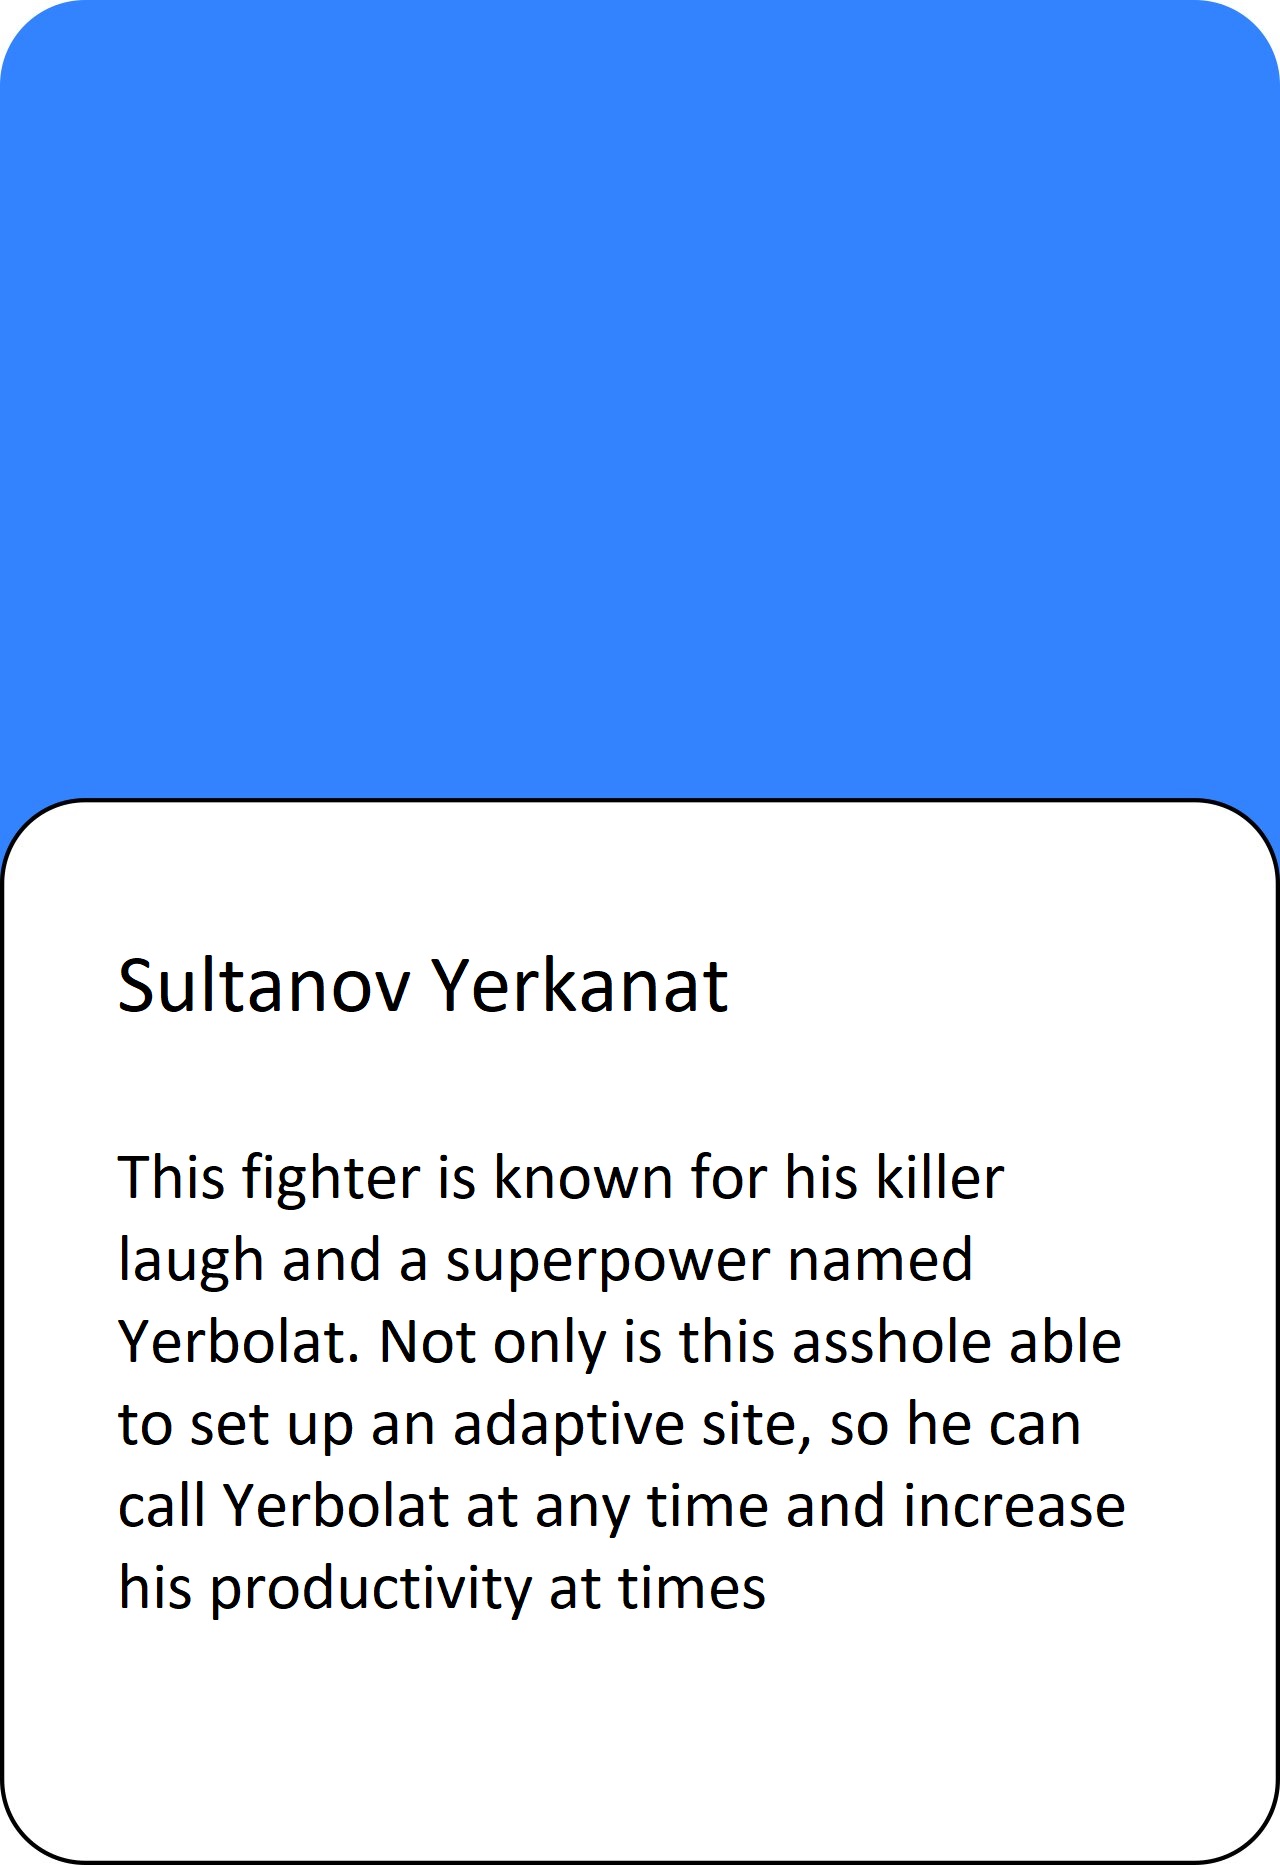 Sultanov Yerkanat
This fighter is known for his killer
laugh and a superpower named
Yerbolat. Not only is this asshole able
to set up an adaptive site, so he can
call Yerbolat at any time and increase
his productivity at times